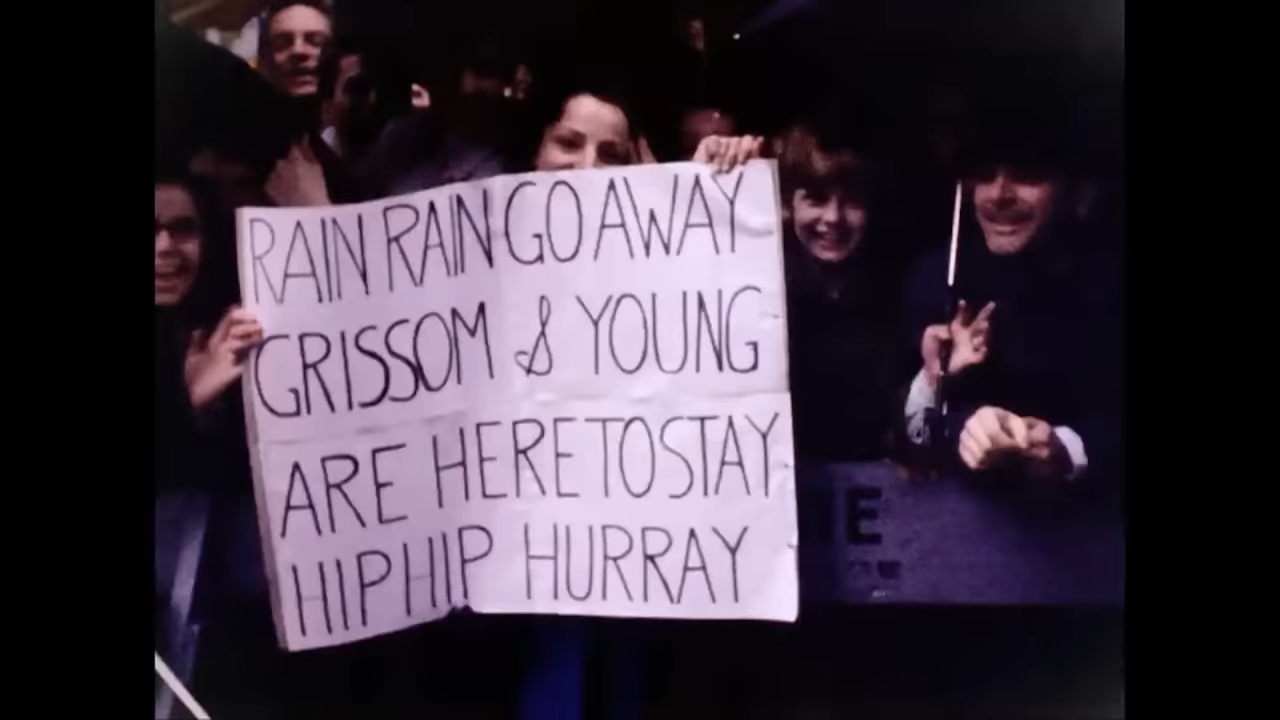 RAIN RAIN GO AWAY
GRISSOM & YOUNG
ARE HERE TO STAY
HIP HIP HURRAY
E